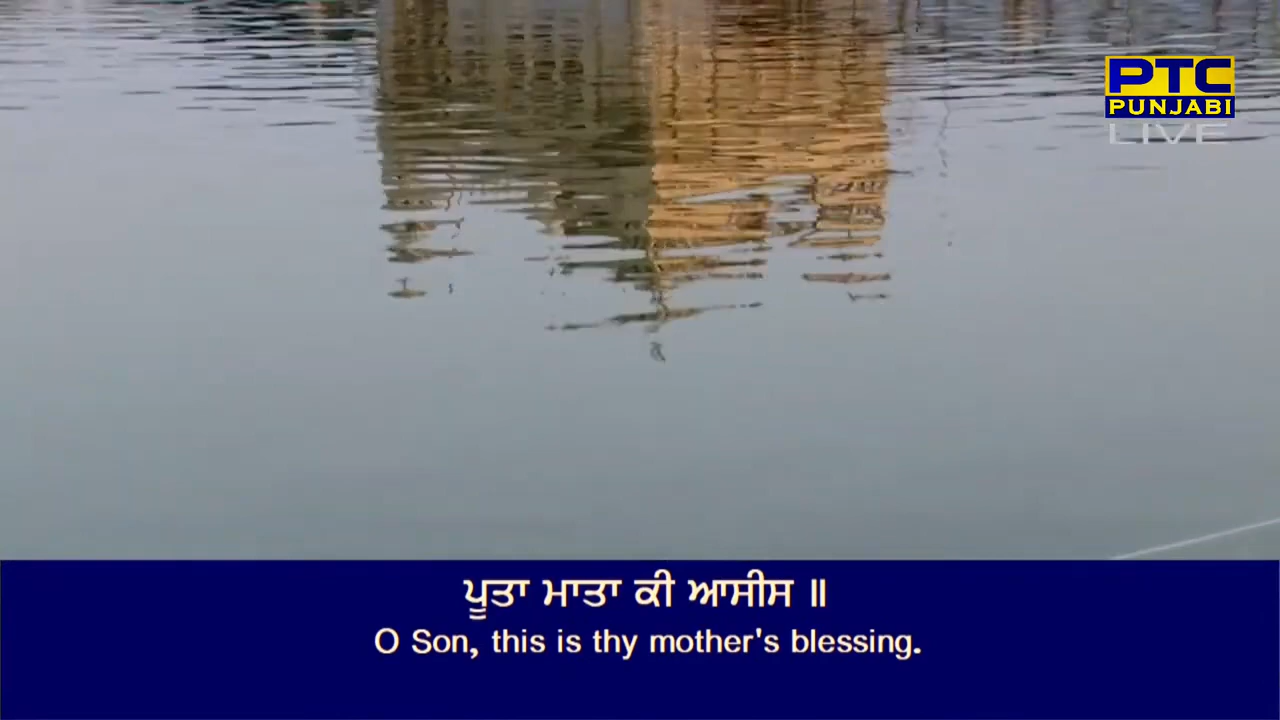 PTC
PUNJABI
LIVE
ਪੂਤਾ ਮਾਤਾ ਕੀ ਆਸੀਸ ॥
O Son, this is thy mother's blessing.